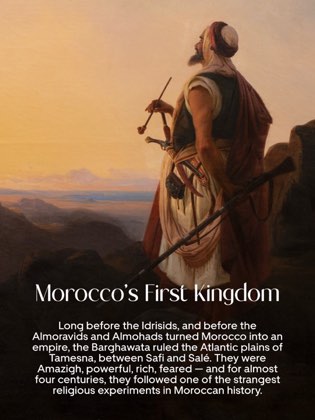 Morocco's First Kingdom
Long before the Idrisids, and before the
Almoravids and Almohads turned Morocco into an
empire, the Barghawata ruled the Atlantic plains of
Tamesna, between Safi and Salé. They were
Amazigh, powerful, rich, feared — and for almost
four centuries, they followed one of the strangest
religious experiments in Moroccan history.